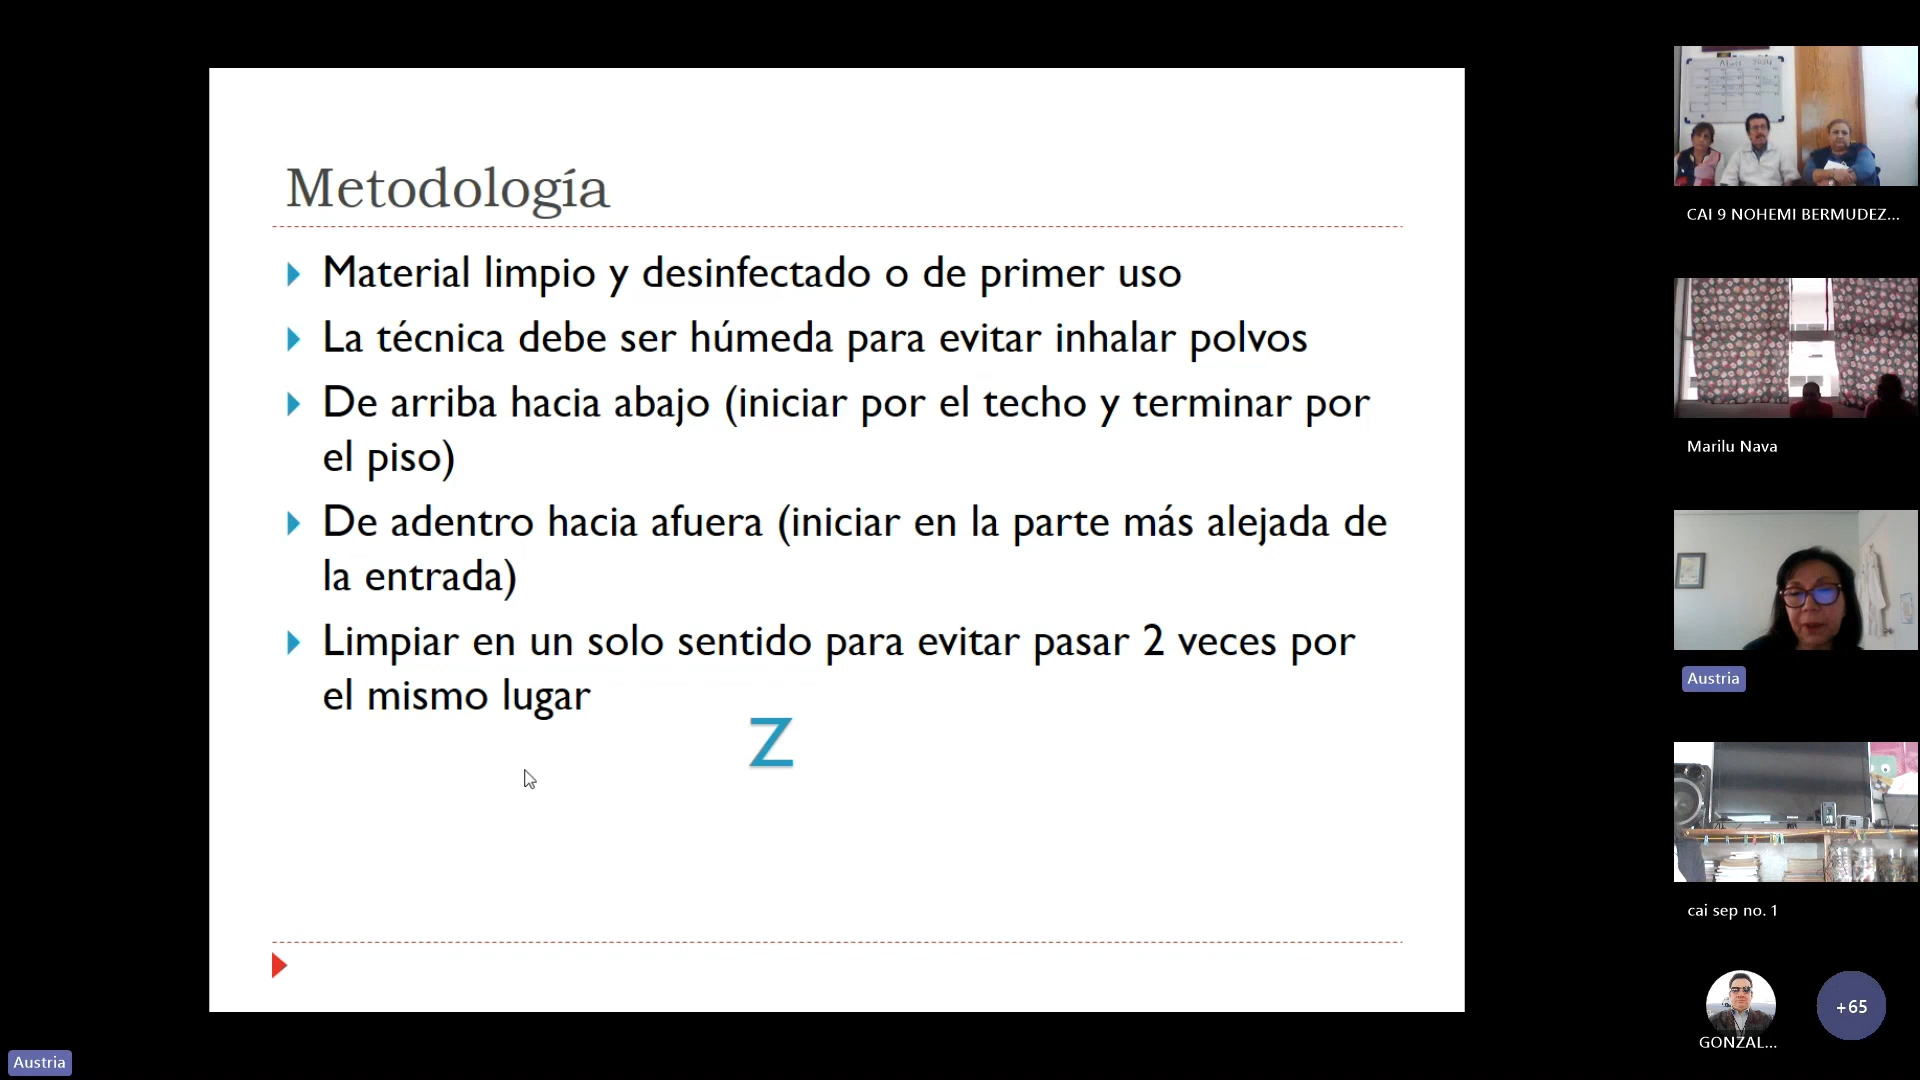 Metodología
Material limpio y desinfectado o de primer uso
La técnica debe ser húmeda para evitar inhalar polvos
De arriba hacia abajo (iniciar por el techo y terminar por
el piso)
De adentro hacia afuera (iniciar en la parte más alejada de
la entrada)
Limpiar en un solo sentido para evitar pasar 2 veces por
el mismo lugar
Z
CAI 9 NOHEMI BERMUDEZ...
Marilu Nava
Austria
cai sep no. 1
GONZAL...
+65
Austria